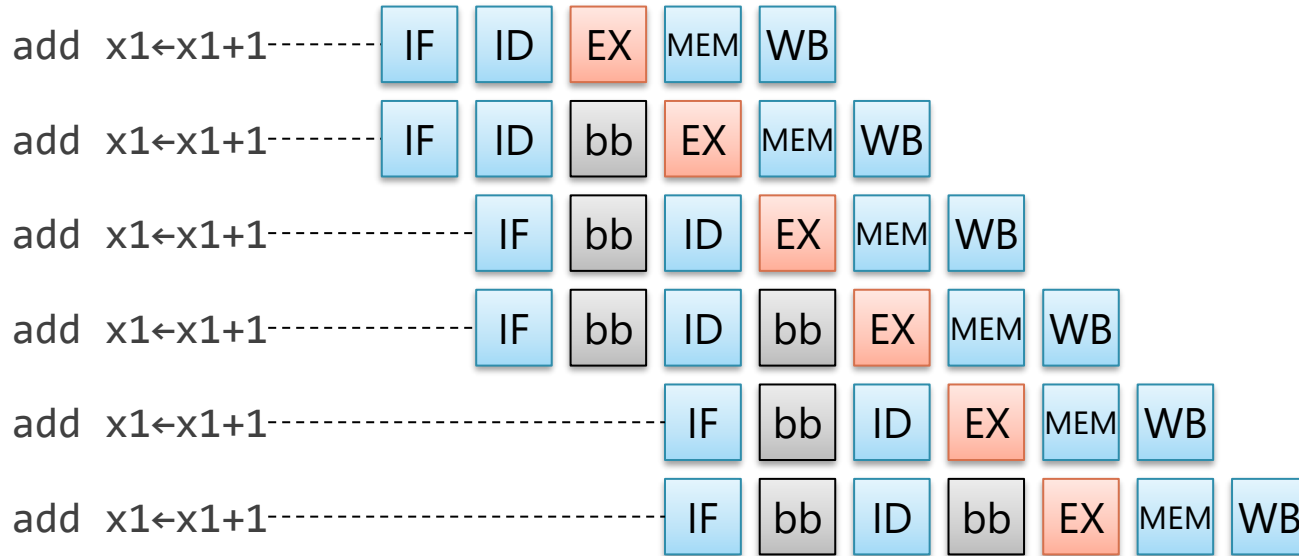 add x1←x1+1 IF ID EX MEM WB
add x1←x1+1 IF ID bb EX MEM WB
add x1←x1+1 IF bb ID EX MEM WB
add x1←x1+1 IF bb ID bb EX MEM WB
add x1←x1+1 IF bb ID EX MEM WB
add x1←x1+1 IF bb ID bb EX MEM WB